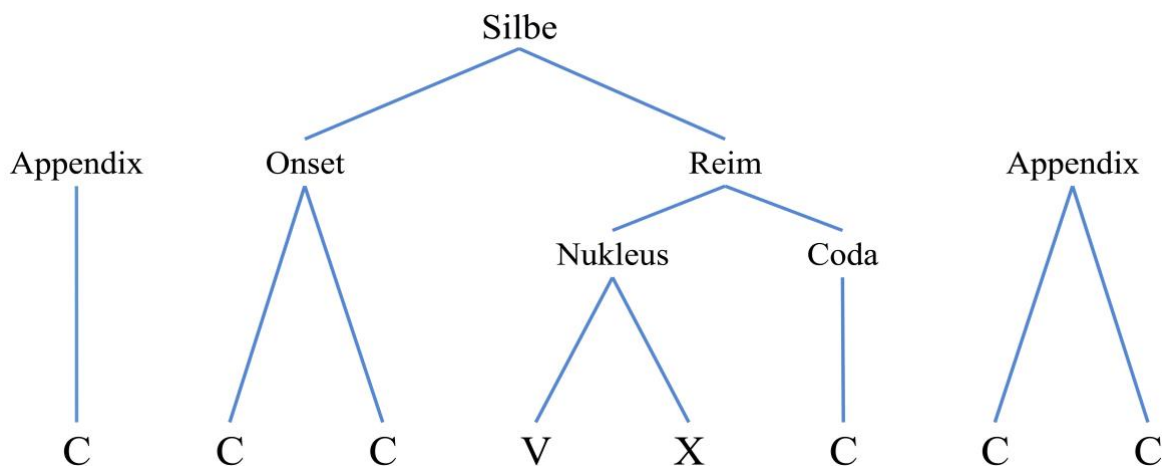 Silbe
Appendix Onset Reim Appendix
Nukleus Coda
C C C V X C C C